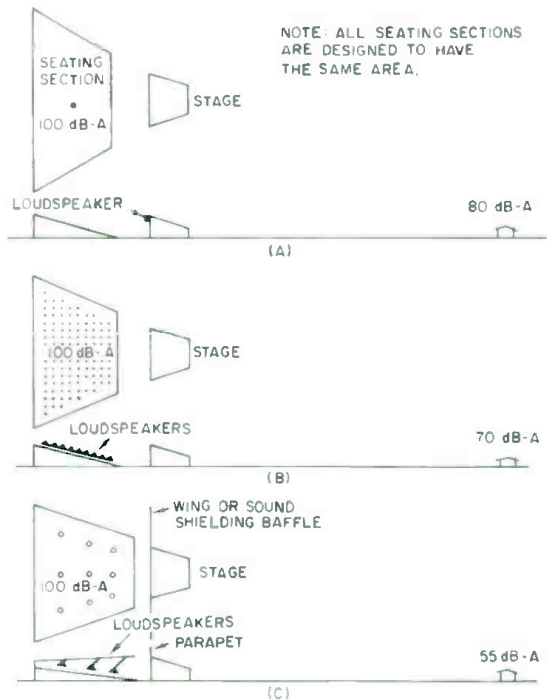 NOTE: ALL SEATING SECTIONS
ARE DESIGNED TO HAVE
THE SAME AREA.
SEATING
SECTION
100 dB-A
STAGE
LOUDSPEAKER
80 dB-A
(A)
100 dB-A
STAGE
LOUDSPEAKERS
70 dB-A
(B)
WING OR SOUND
SHIELDING BAFFLE
100 dB-A
STAGE
LOUDSPEAKERS
PARAPET
55 dB-A
(C)